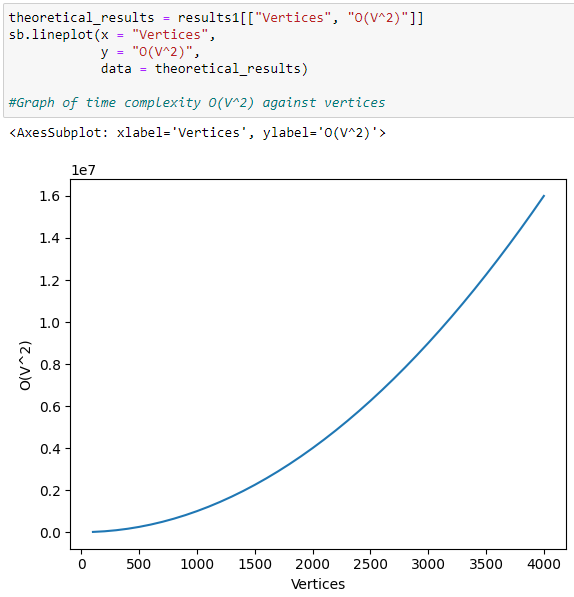 theoretical_results = results1[["Vertices", "O(V^2)"]]
sb.lineplot(x = "Vertices",
            y = "O(V^2)",
            data = theoretical_results)

#Graph of time complexity O(V^2) against vertices
<AxesSubplot: xlabel='Vertices', ylabel='O(V^2)'>
1e7
1.6
1.4
1.2
1.0
0.8
0.6
0.4
0.2
0.0
O(V^2)
0 500 1000 1500 2000 2500 3000 3500 4000
Vertices